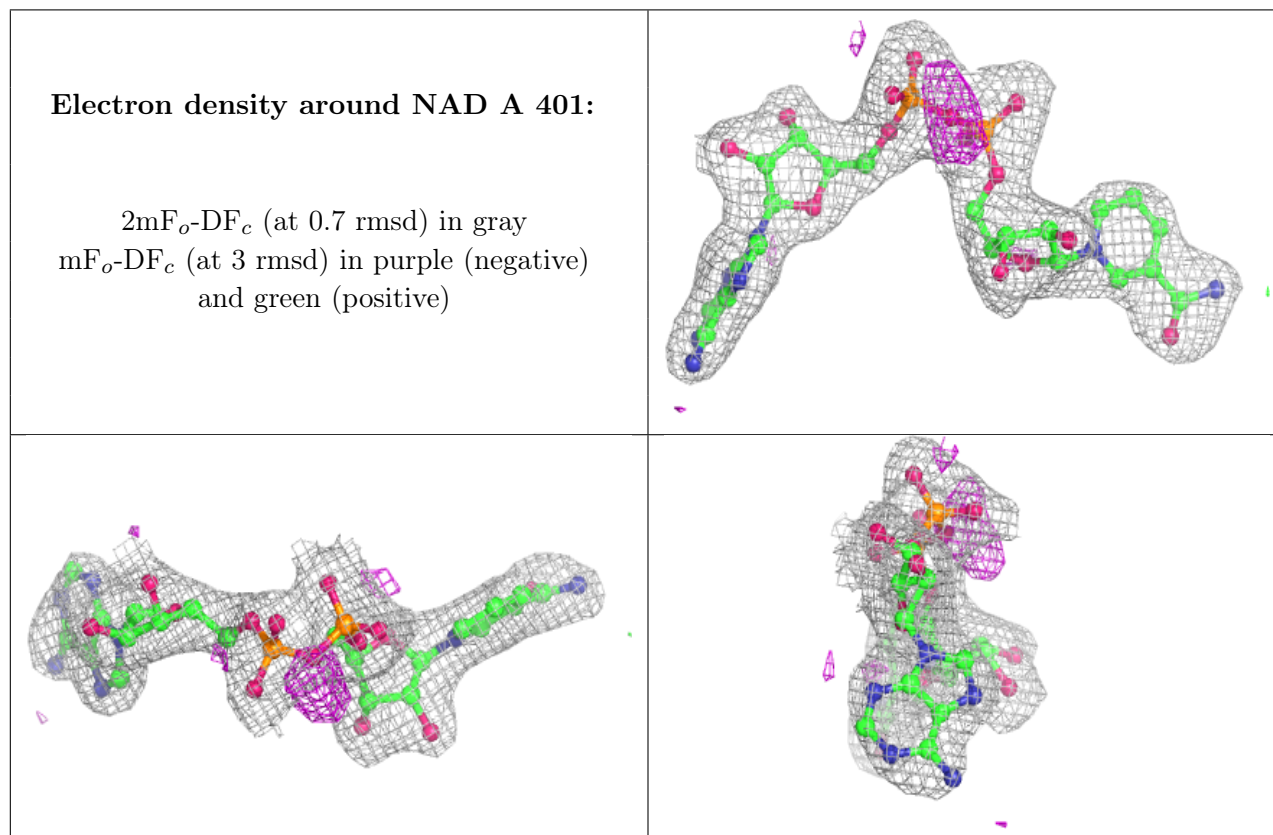 Electron density around NAD A 401:
2mFo-DFc (at 0.7 rmsd) in gray
mFo-DFc (at 3 rmsd) in purple (negative)
and green (positive)